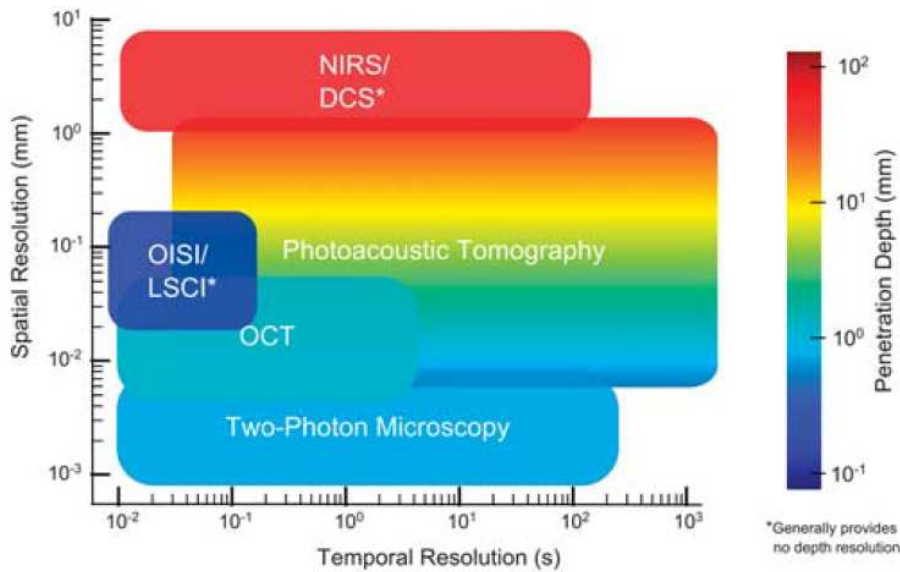 Spatial Resolution (mm)
10¹
10⁰
10⁻¹
10⁻²
10⁻³
NIRS/
DCS*
OISI/
LSCI*
Photoacoustic Tomography
OCT
Two-Photon Microscopy
10⁻²
10⁻¹
10⁰
10¹
10²
10³
Temporal Resolution (s)
10²
10¹
10⁰
10⁻¹
Penetration Depth (mm)
*Generally provides
no depth resolution